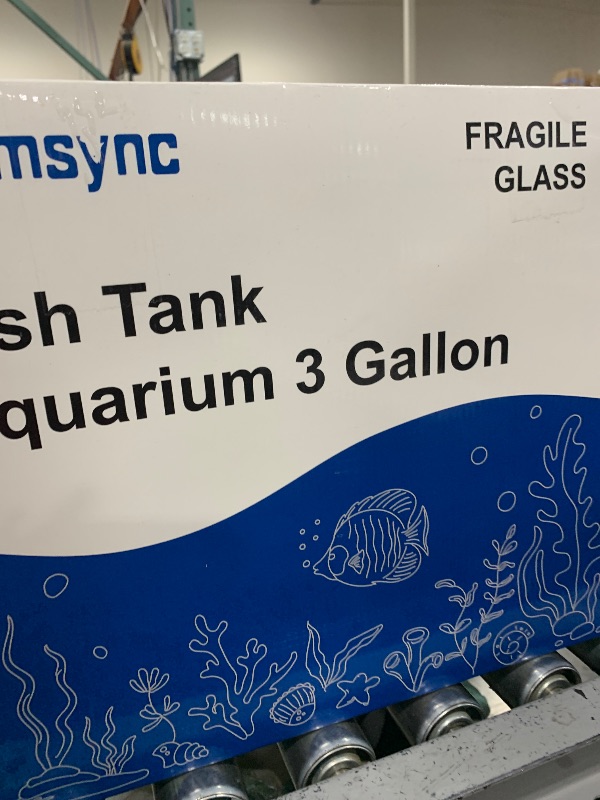 msync
FRAGILE
GLASS
sh Tank
quarium 3 Gallon